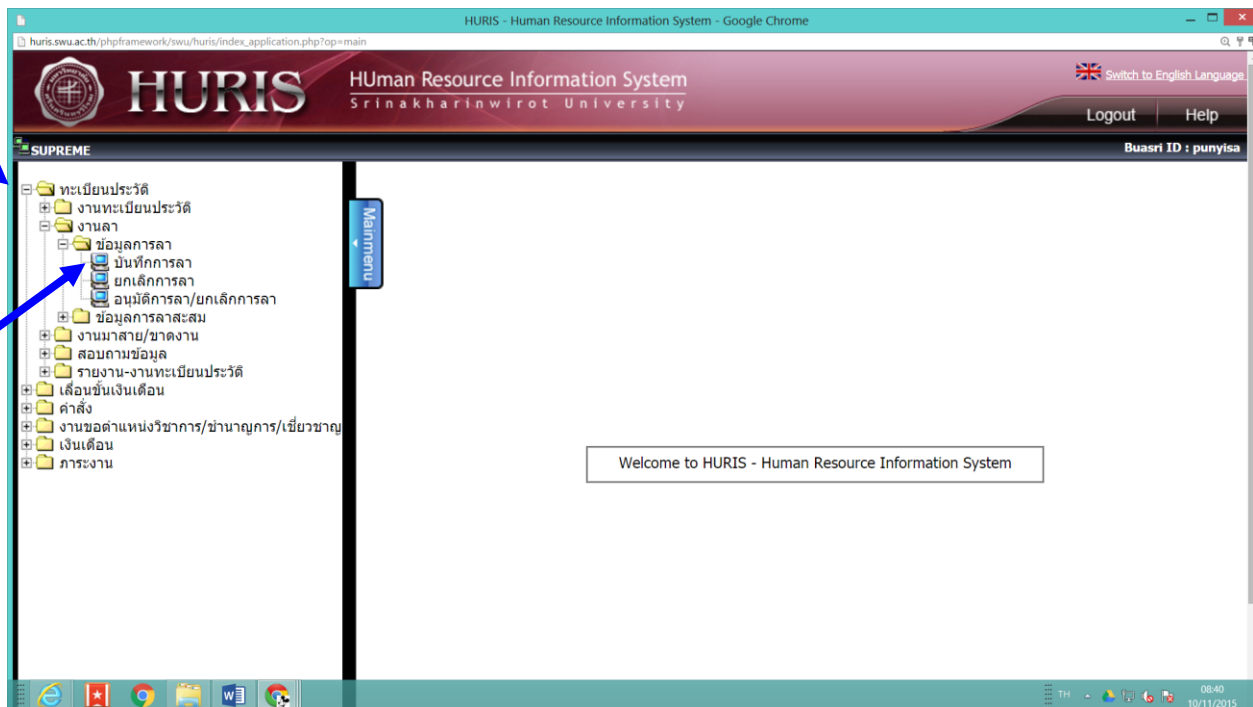 HURIS - Human Resource Information System - Google Chrome
huris.swu.ac.th/phpframework/swu/huris/index_application.php?op=main
HURIS
HUman Resource Information System
Srinakharinwirot University
Switch to English Language
Logout
Help
SUPREME
Buasri ID : punyisa
ทะเบียนประวัติ
งานทะเบียนประวัติ
งานลา
ข้อมูลการลา
บันทึกการลา
ยกเลิกการลา
อนุมัติการลา/ยกเลิกการลา
ข้อมูลการลาสะสม
งานมาสาย/ขาดงาน
สอบถามข้อมูล
รายงาน-งานทะเบียนประวัติ
เลื่อนขั้นเงินเดือน
คำสั่ง
งานขอตำแหน่งวิชาการ/ชำนาญการ/เชี่ยวชาญ
เงินเดือน
ภาระงาน
Mainmenu
Welcome to HURIS - Human Resource Information System
TH
08:40
10/11/2015